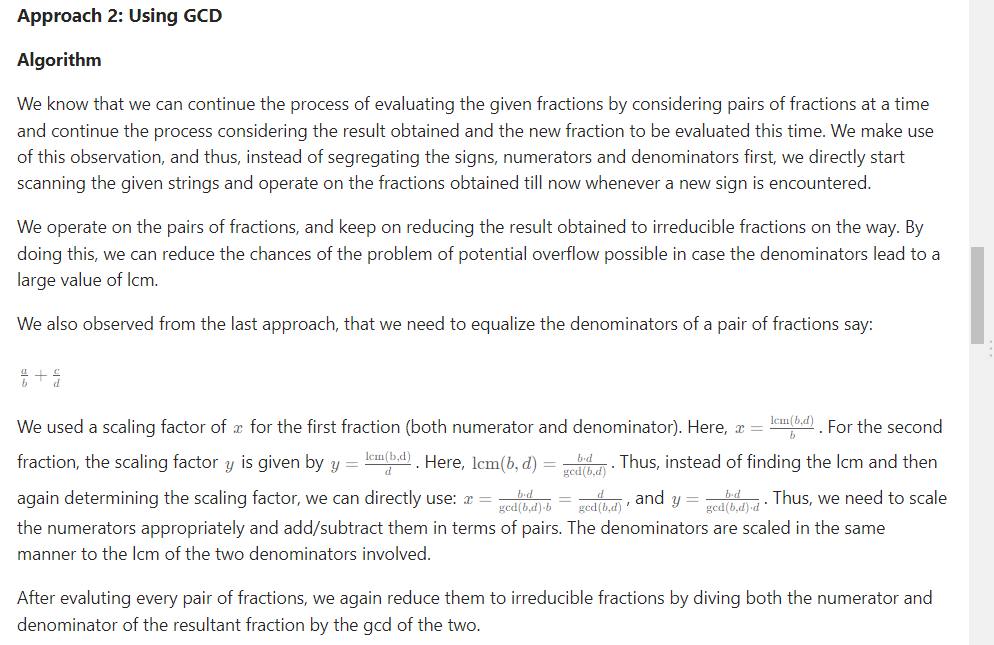 Approach 2: Using GCD
Algorithm
We know that we can continue the process of evaluating the given fractions by considering pairs of fractions at a time
and continue the process considering the result obtained and the new fraction to be evaluated this time. We make use
of this observation, and thus, instead of segregating the signs, numerators and denominators first, we directly start
scanning the given strings and operate on the fractions obtained till now whenever a new sign is encountered.
We operate on the pairs of fractions, and keep on reducing the result obtained to irreducible fractions on the way. By
doing this, we can reduce the chances of the problem of potential overflow possible in case the denominators lead to a
large value of lcm.
We also observed from the last approach, that we need to equalize the denominators of a pair of fractions say:
a/b + c/d
We used a scaling factor of x for the first fraction (both numerator and denominator). Here, x = lcm(b,d)/b . For the second
fraction, the scaling factor y is given by y = lcm(b,d)/d . Here, lcm(b, d) = b·d/gcd(b,d) . Thus, instead of finding the lcm and then
again determining the scaling factor, we can directly use: x = b·d/gcd(b,d)·b = d/gcd(b,d) , and y = b·d/gcd(b,d)·d . Thus, we need to scale
the numerators appropriately and add/subtract them in terms of pairs. The denominators are scaled in the same
manner to the lcm of the two denominators involved.
After evaluting every pair of fractions, we again reduce them to irreducible fractions by diving both the numerator and
denominator of the resultant fraction by the gcd of the two.